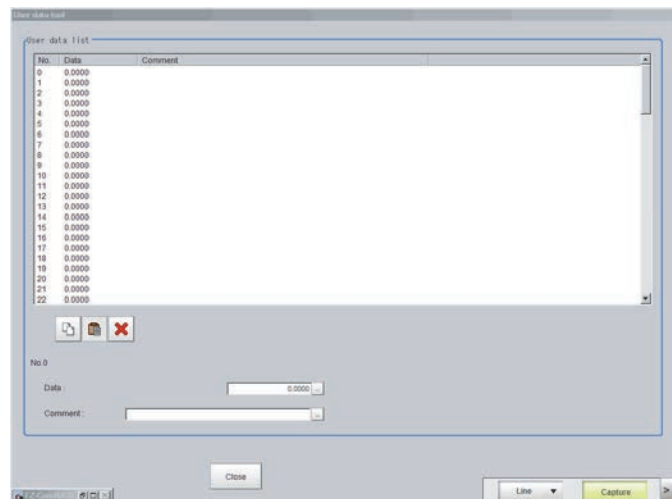 User data tool
User data list
No. Data Comment
0 0.0000
1 0.0000
2 0.0000
3 0.0000
4 0.0000
5 0.0000
6 0.0000
7 0.0000
8 0.0000
9 0.0000
10 0.0000
11 0.0000
12 0.0000
13 0.0000
14 0.0000
15 0.0000
16 0.0000
17 0.0000
18 0.0000
19 0.0000
20 0.0000
21 0.0000
22 0.0000
No.0
Data : 0.0000 ...
Comment : ...
Close
Line ▼ Capture >